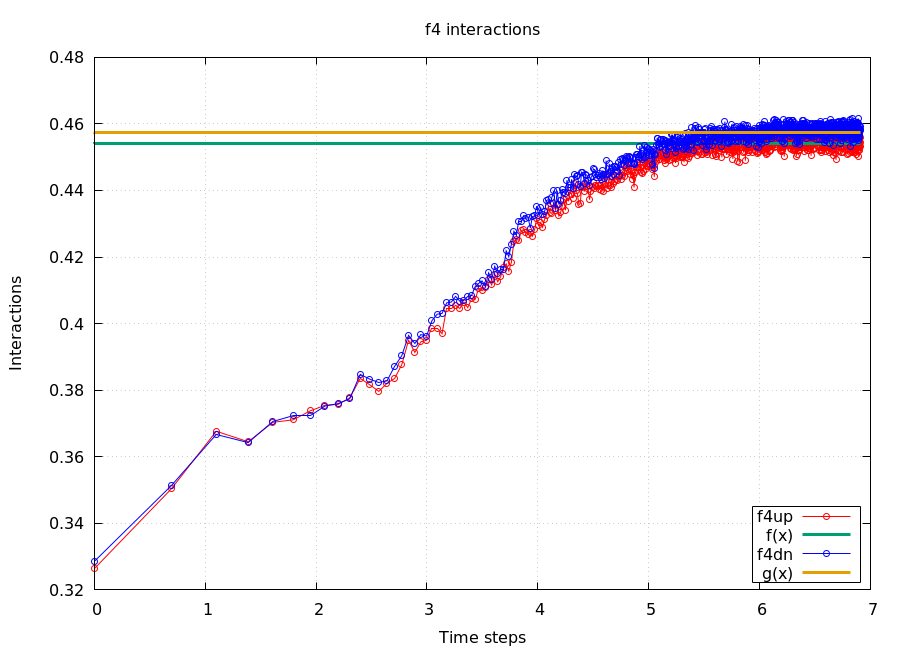 f4 interactions
0.48
0.46
0.44
0.42
0.4
0.38
0.36
0.34
0.32
Interactions
0 1 2 3 4 5 6 7
Time steps
f4up
f(x)
f4dn
g(x)